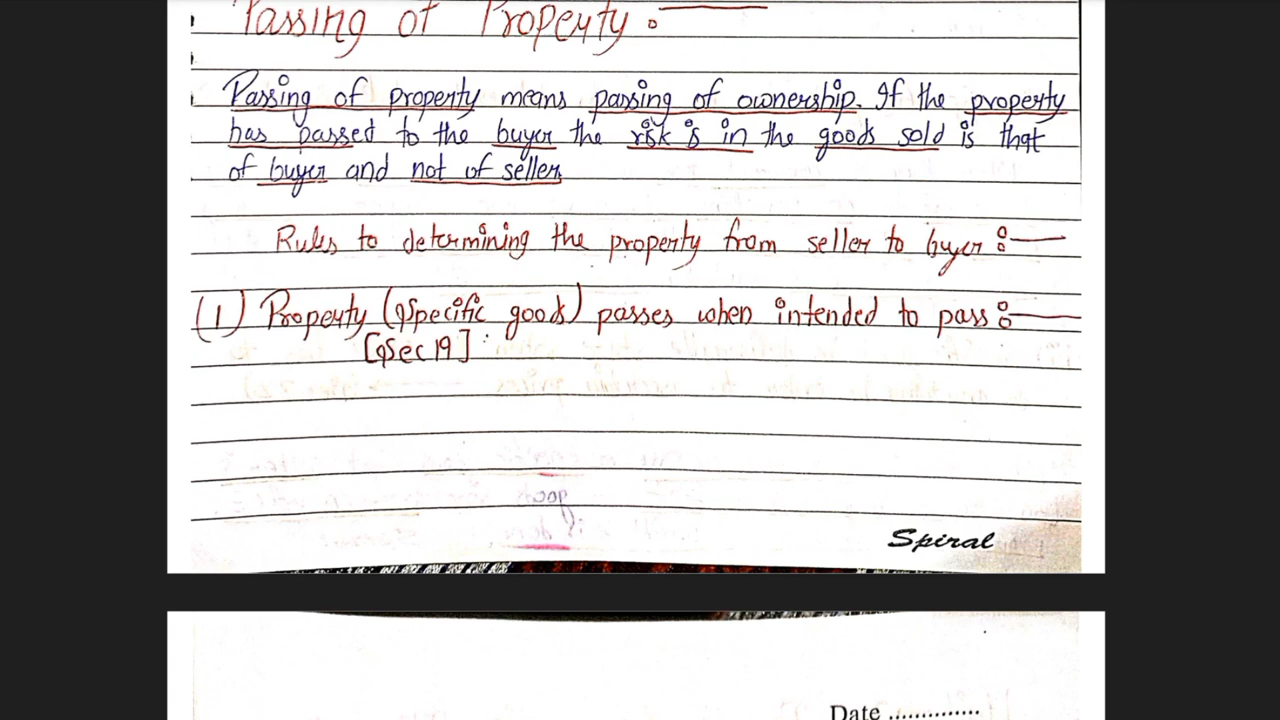 Passing of Property :
Passing of property means passing of ownership. If the property
has passed to the buyer the risk is in the goods sold is that
of buyer and not of seller.
Rules to determining the property from seller to buyer :-
(1) Property (Specific goods) passes when intended to pass :-
[Sec 19]
Spiral
Date ..............